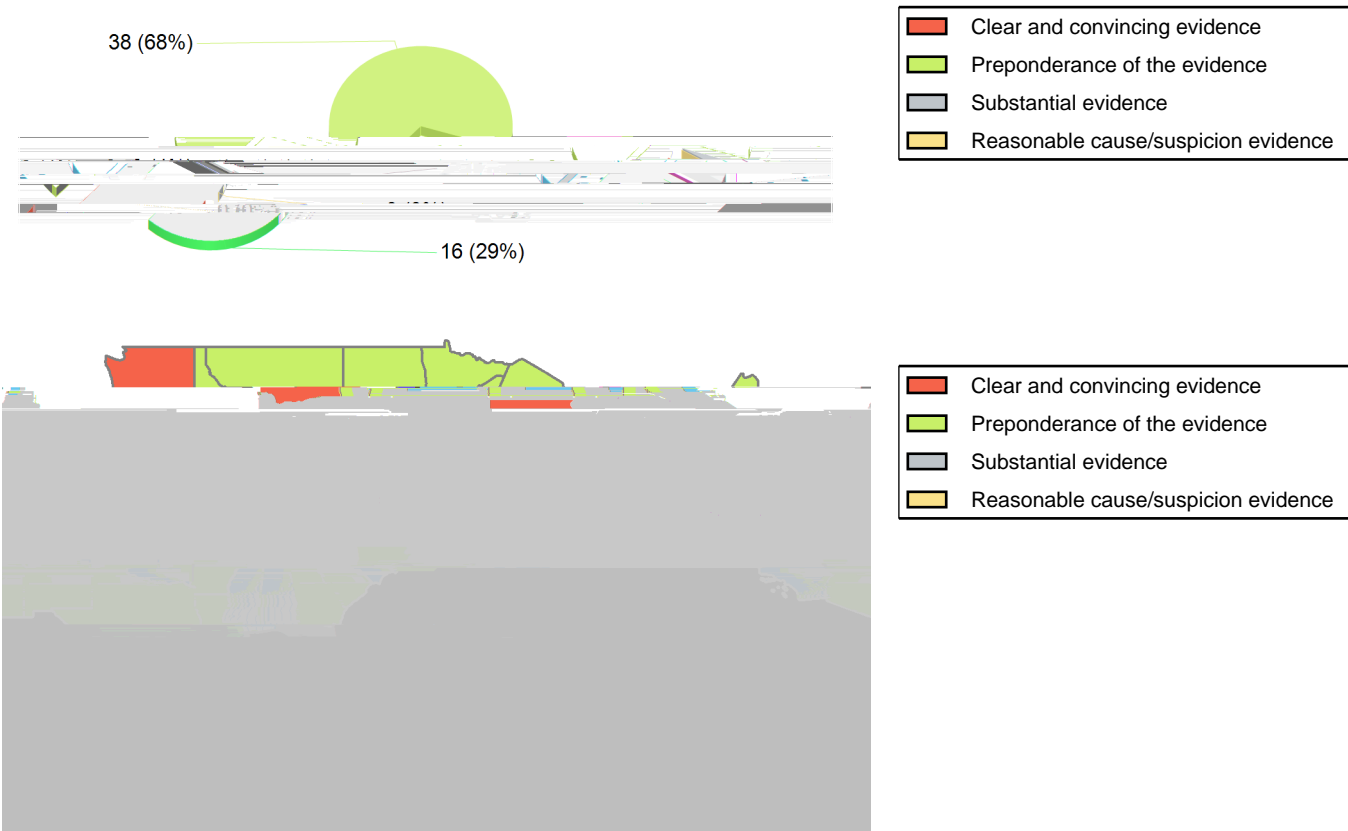 38 (68%)
16 (29%)
Clear and convincing evidence
Preponderance of the evidence
Substantial evidence
Reasonable cause/suspicion evidence
Clear and convincing evidence
Preponderance of the evidence
Substantial evidence
Reasonable cause/suspicion evidence